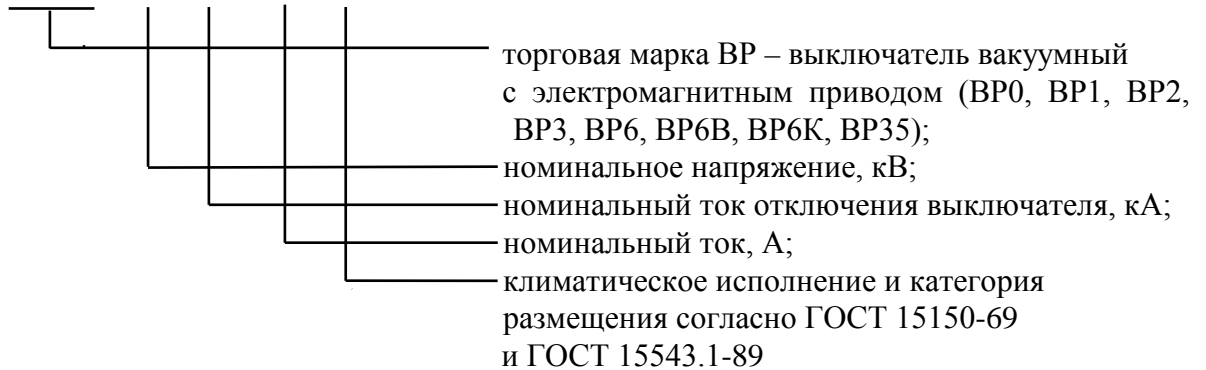 торговая марка ВР – выключатель вакуумный
с электромагнитным приводом (ВР0, ВР1, ВР2,
ВР3, ВР6, ВР6В, ВР6К, ВР35);
номинальное напряжение, кВ;
номинальный ток отключения выключателя, кА;
номинальный ток, А;
климатическое исполнение и категория
размещения согласно ГОСТ 15150-69
и ГОСТ 15543.1-89